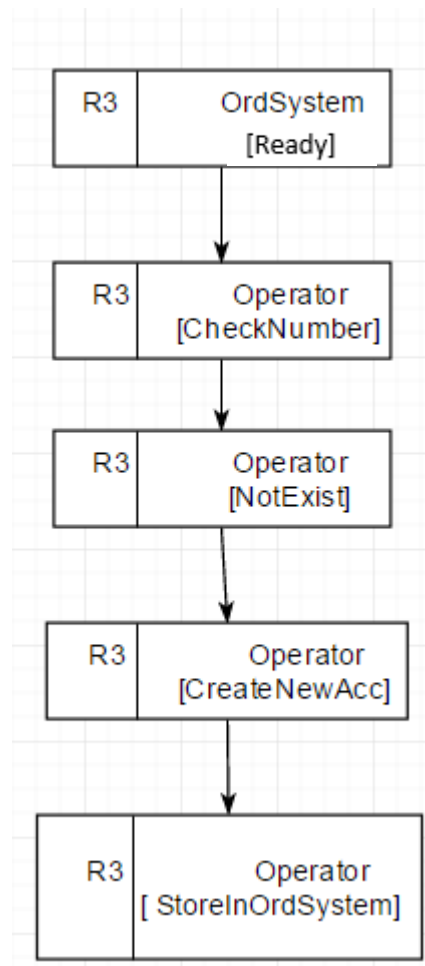 R3 OrdSystem
[Ready]
R3 Operator
[CheckNumber]
R3 Operator
[NotExist]
R3 Operator
[CreateNewAcc]
R3 Operator
[ StoreInOrdSystem]